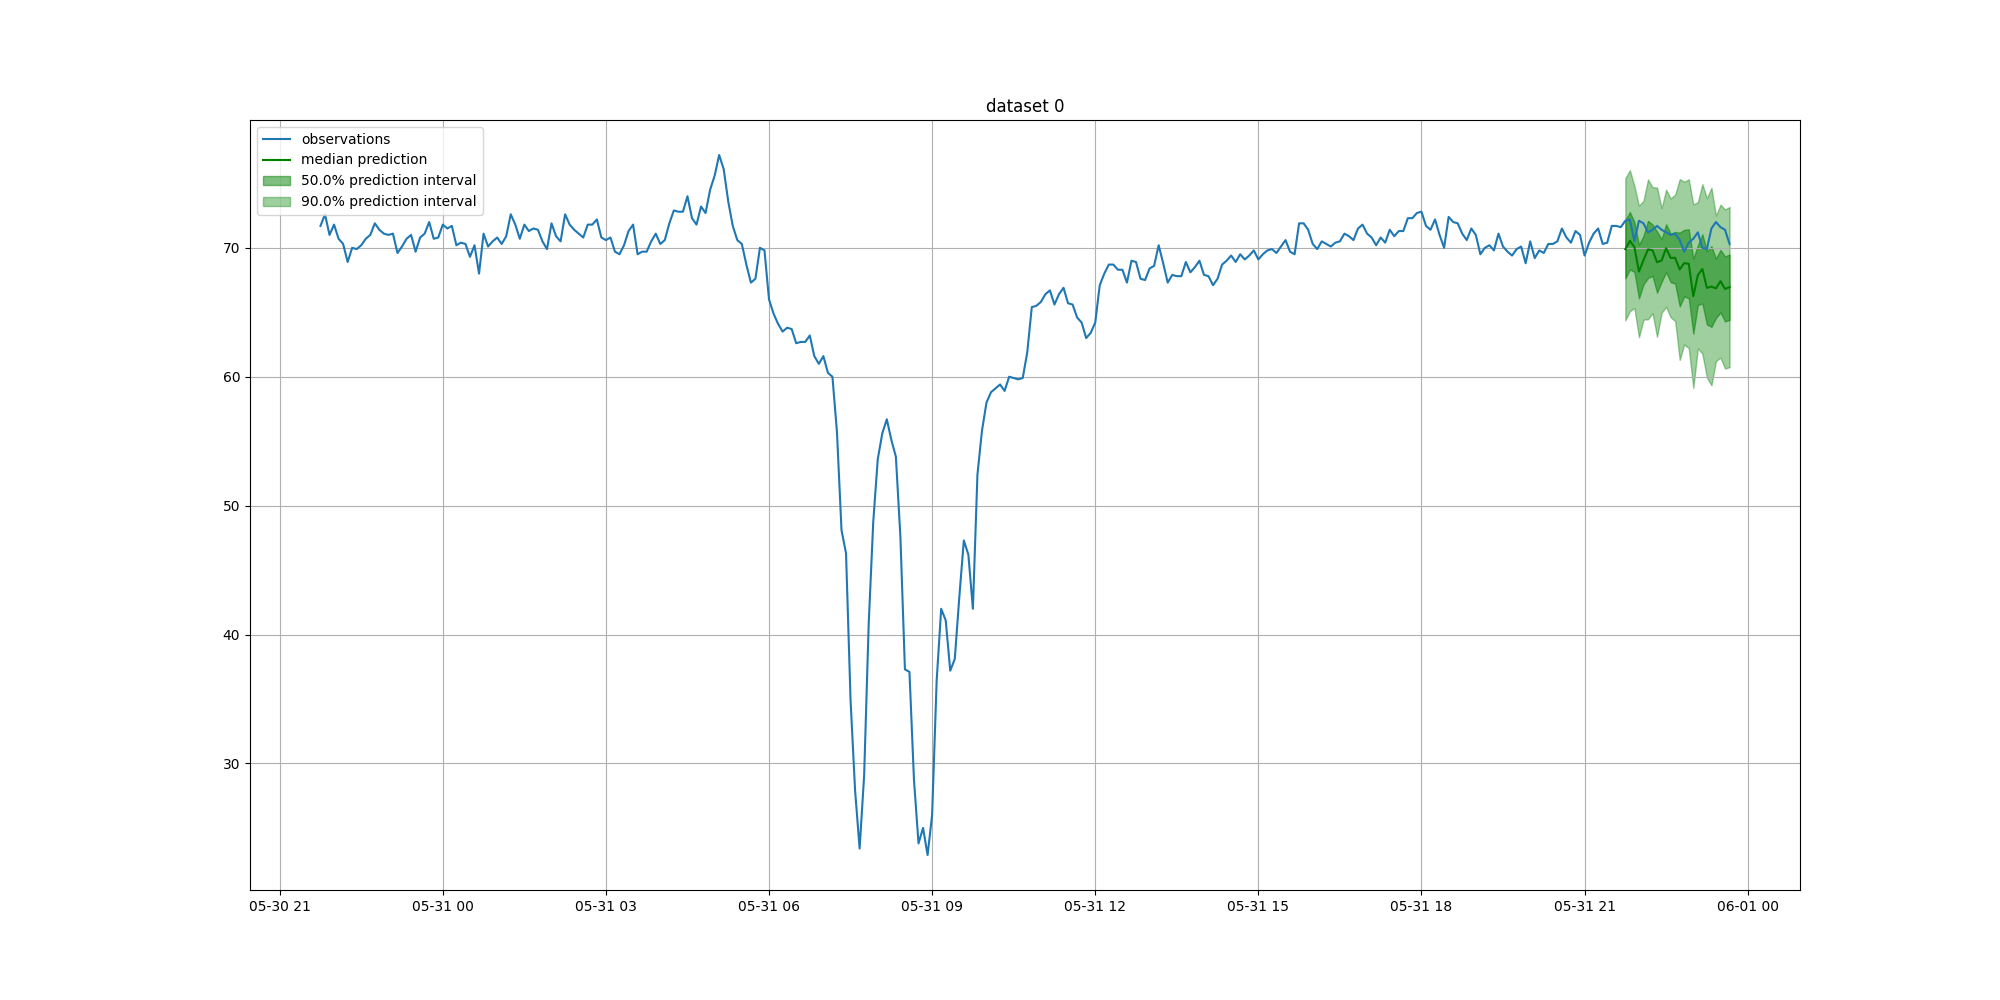 dataset 0
observations
median prediction
50.0% prediction interval
90.0% prediction interval
70
60
50
40
30
05-30 21 05-31 00 05-31 03 05-31 06 05-31 09 05-31 12 05-31 15 05-31 18 05-31 21 06-01 00